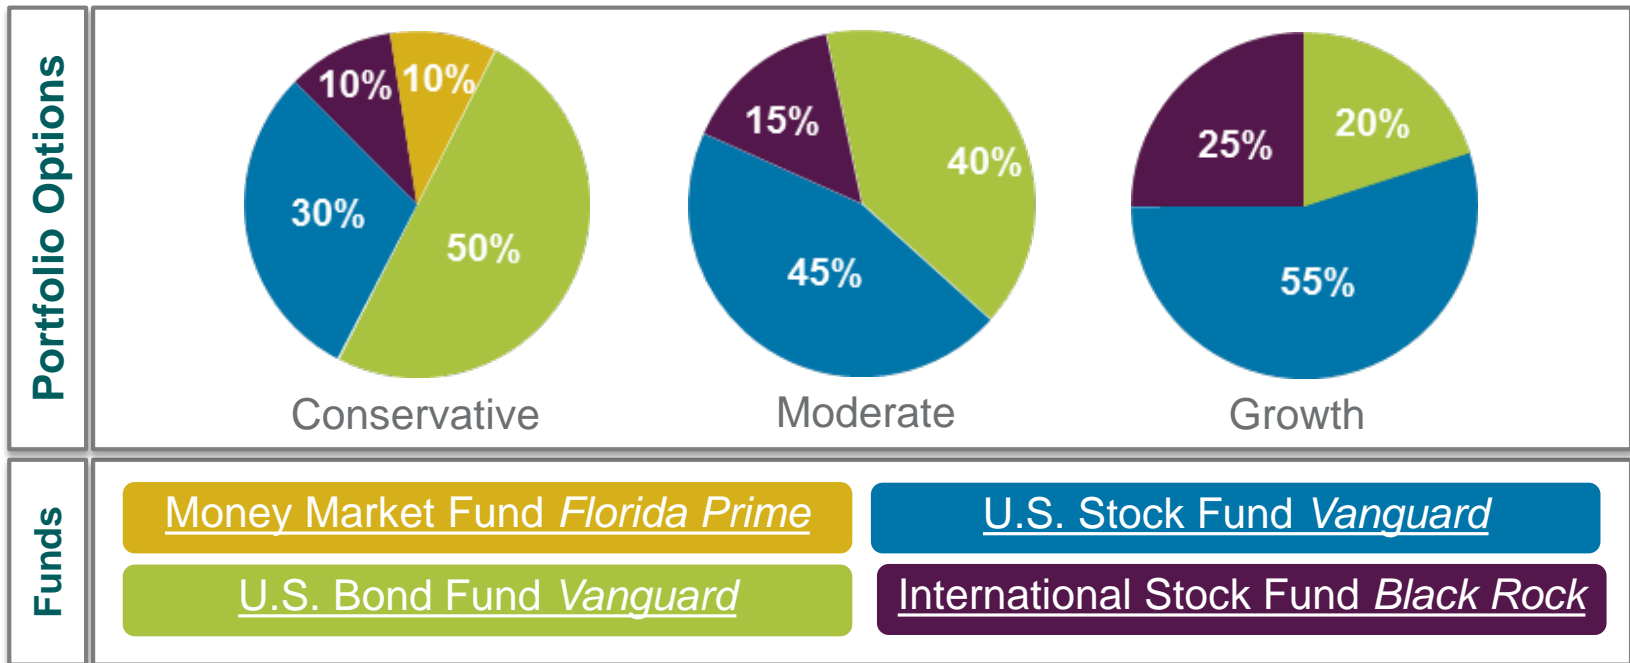 Portfolio Options
10%
10%
30%
50%
Conservative
15%
40%
45%
Moderate
25%
20%
55%
Growth
Funds
Money Market Fund Florida Prime
U.S. Stock Fund Vanguard
U.S. Bond Fund Vanguard
International Stock Fund Black Rock